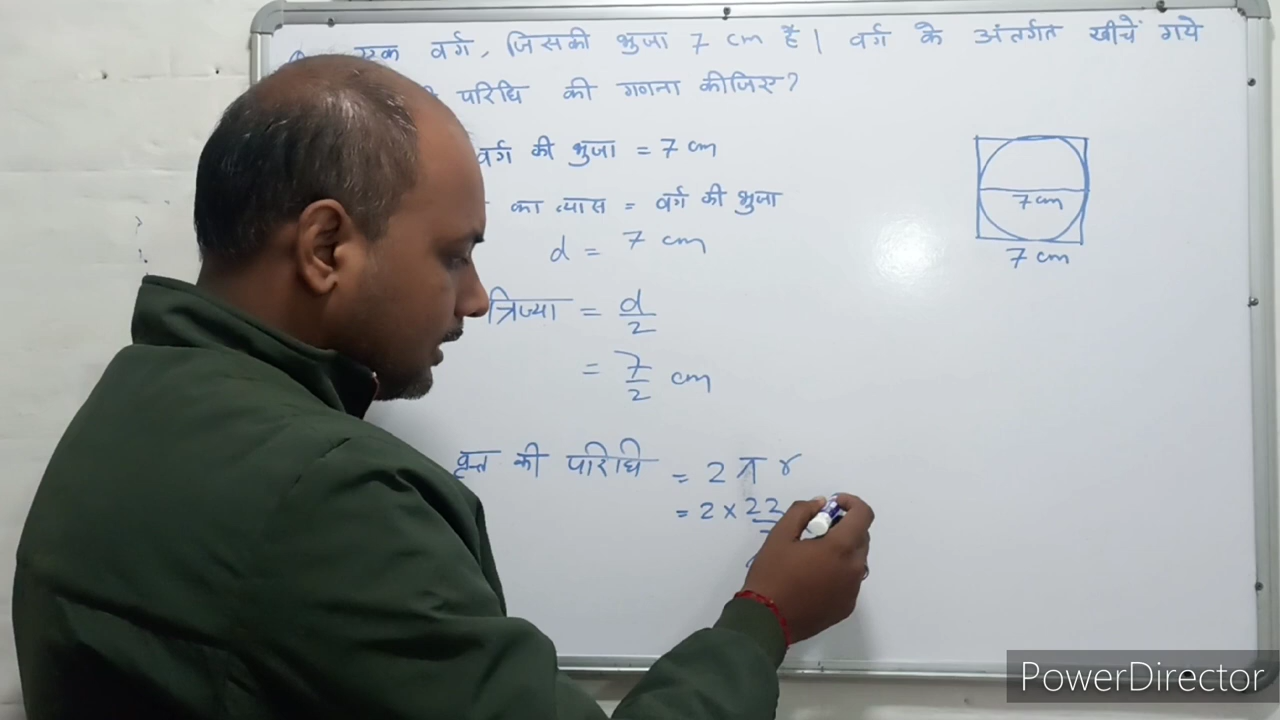 एक वर्ग, जिसकी भुजा 7 cm है। वर्ग के अंतर्गत खीचें गये
परिधि की गगना कीजिए?
वर्ग की भुजा = 7 cm
का व्यास = वर्ग की भुजा
d = 7 cm
त्रिज्या = d/2
= 7/2 cm
वृत्त की परिधि = 2 π r
= 2 × 22
7 cm
7 cm
PowerDirector